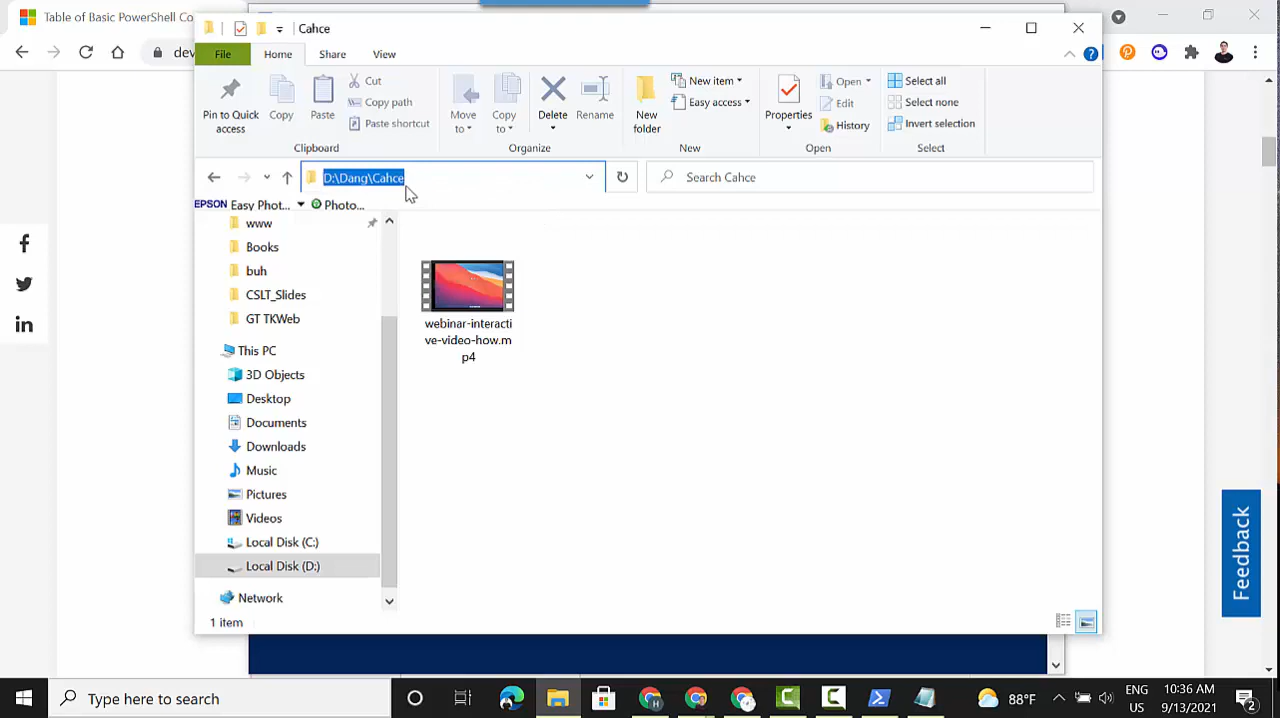 Table of Basic PowerShell Co
Cahce
dev
File
Home
Share
View
Pin to Quick
access
Copy
Paste
Cut
Copy path
Paste shortcut
Clipboard
Move
to
Copy
to
Delete
Rename
Organize
New
folder
New item
Easy access
New
Properties
Open
Edit
History
Open
Select all
Select none
Invert selection
Select
D:\Dang\Cahce
Search Cahce
EPSON Easy Phot...
Photo...
www
Books
buh
CSLT_Slides
GT TKWeb
This PC
3D Objects
Desktop
Documents
Downloads
Music
Pictures
Videos
Local Disk (C:)
Local Disk (D:)
Network
webinar-interacti
ve-video-how.m
p4
1 item
Feedback
Type here to search
H
88°F
ENG
US
10:36 AM
9/13/2021
2